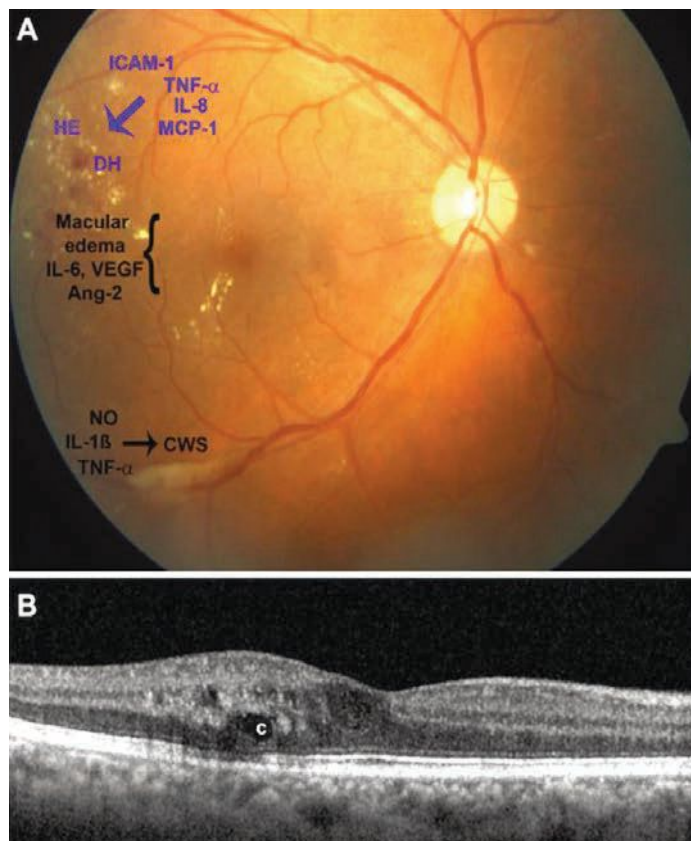 A
ICAM-1
TNF-α
IL-8
MCP-1
HE
DH
Macular
edema
IL-6, VEGF
Ang-2
NO
IL-1ß
TNF-α
CWS
B
c